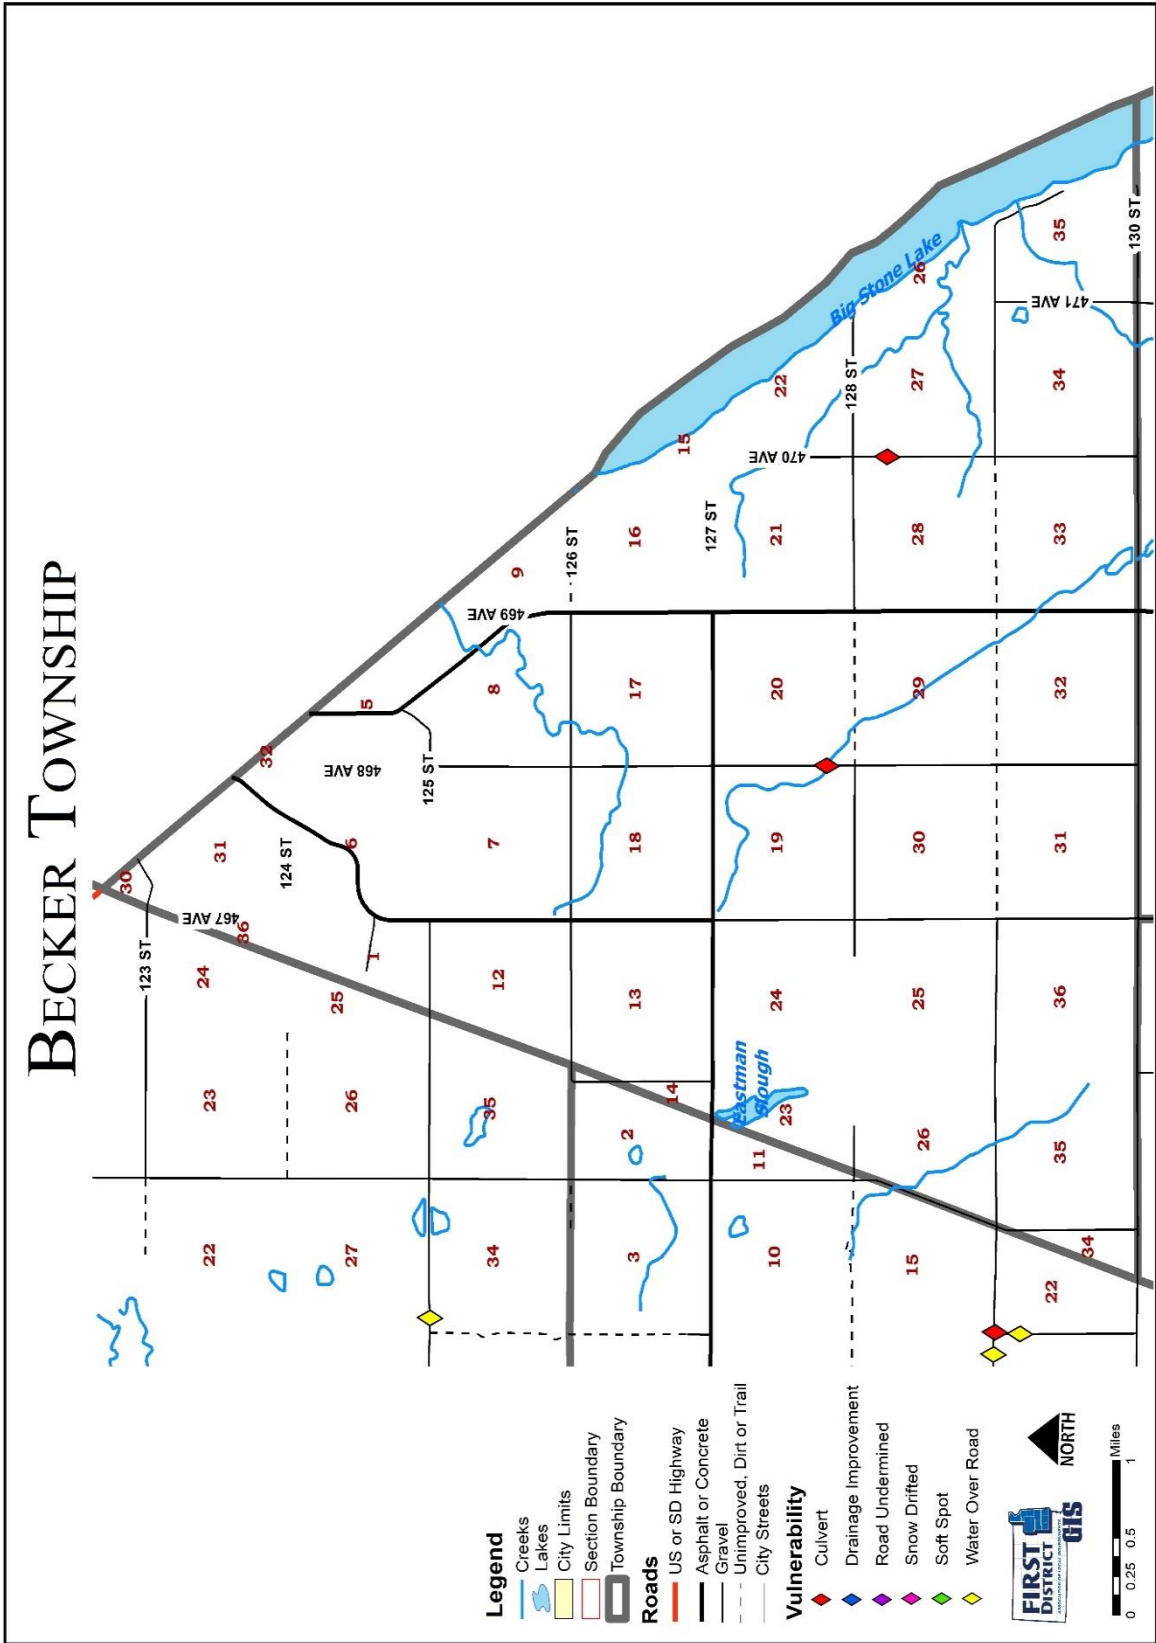 BECKER TOWNSHIP
30
31
32
36
24
25
23
26
22
27
35
34
1
6
5
12
7
8
9
2
3
14
13
18
17
16
15
11
10
23
24
19
20
21
22
15
26
25
30
29
28
27
26
22
34
35
36
31
32
33
34
35
123 ST
124 ST
125 ST
126 ST
127 ST
128 ST
130 ST
467 AVE
468 AVE
469 AVE
470 AVE
471 AVE
Big Stone Lake
Eastman
Slough
Legend
Creeks
Lakes
City Limits
Section Boundary
Township Boundary
Roads
US or SD Highway
Asphalt or Concrete
Gravel
Unimproved, Dirt or Trail
City Streets
Vulnerability
Culvert
Drainage Improvement
Road Undermined
Snow Drifted
Soft Spot
Water Over Road
FIRST
DISTRICT
GIS
NORTH
0 0.25 0.5 1
Miles